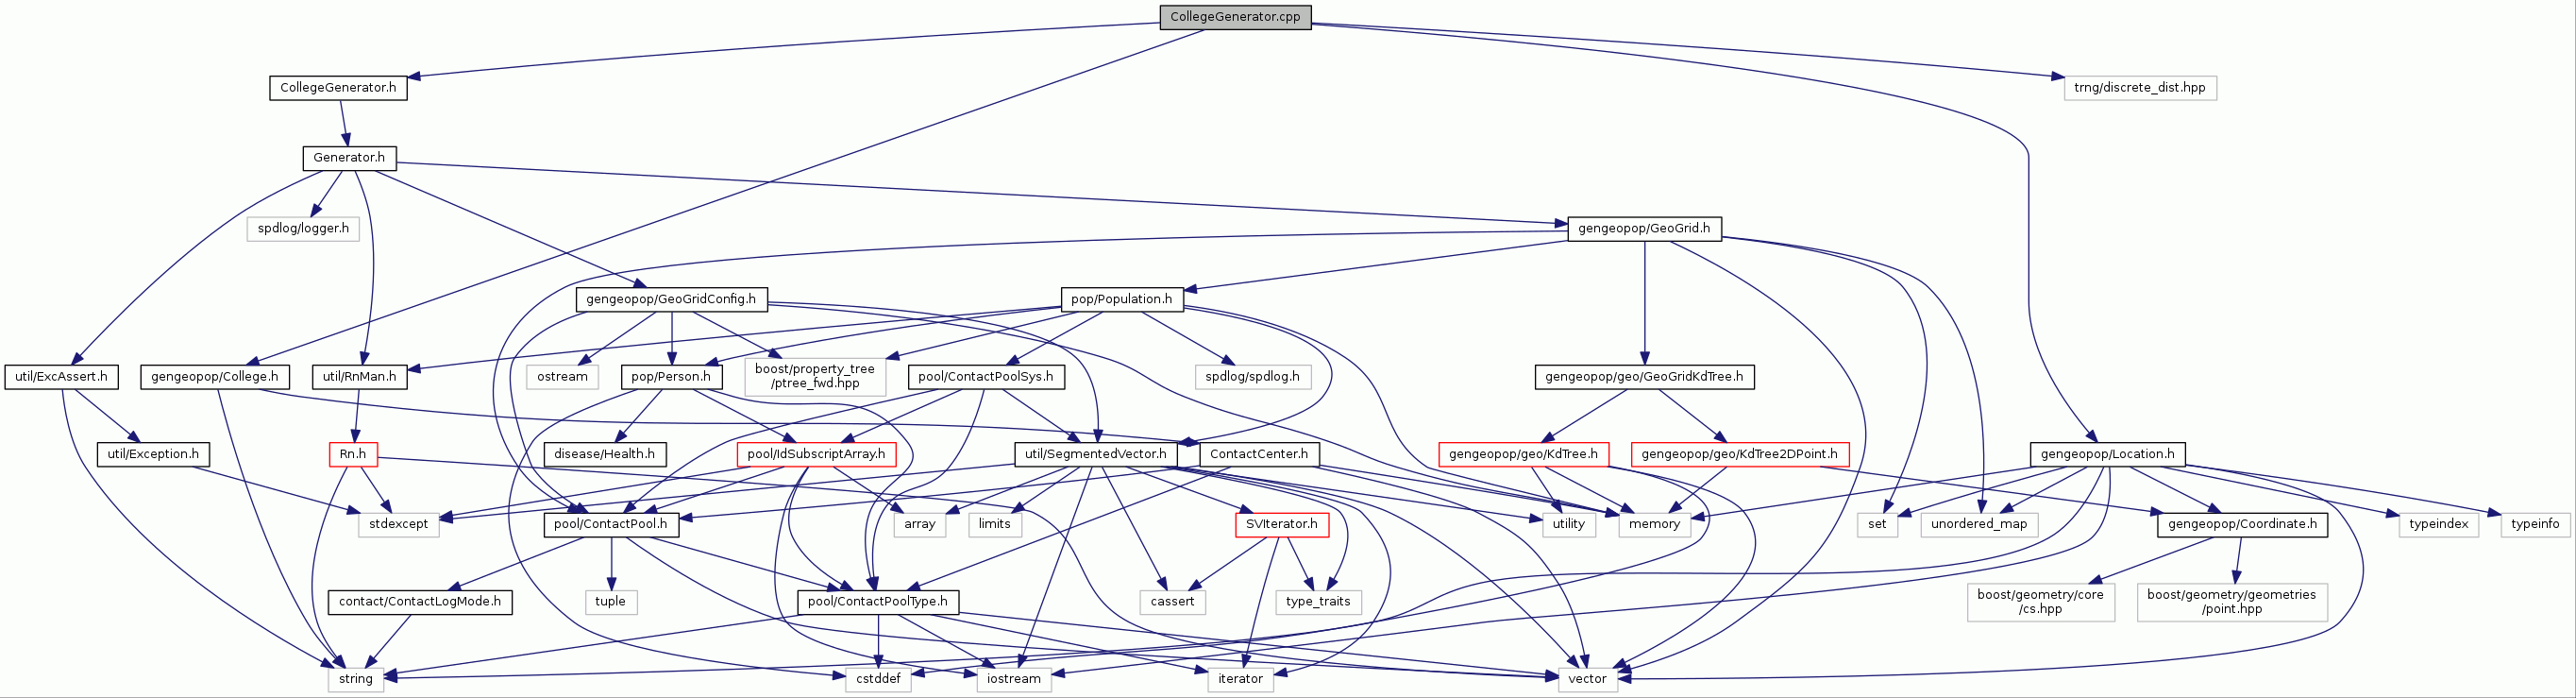 CollegeGenerator.cpp
CollegeGenerator.h
trng/discrete_dist.hpp
Generator.h
spdlog/logger.h
gengeopop/GeoGrid.h
gengeopop/GeoGridConfig.h
pop/Population.h
util/ExcAssert.h
gengeopop/College.h
util/RnMan.h
ostream
pop/Person.h
boost/property_tree
/ptree_fwd.hpp
pool/ContactPoolSys.h
spdlog/spdlog.h
gengeopop/geo/GeoGridKdTree.h
util/Exception.h
Rn.h
disease/Health.h
pool/IdSubscriptArray.h
util/SegmentedVector.h
ContactCenter.h
gengeopop/geo/KdTree.h
gengeopop/geo/KdTree2DPoint.h
gengeopop/Location.h
stdexcept
pool/ContactPool.h
array
limits
SVIterator.h
utility
memory
set
unordered_map
gengeopop/Coordinate.h
typeindex
typeinfo
contact/ContactLogMode.h
tuple
pool/ContactPoolType.h
cassert
type_traits
boost/geometry/core
/cs.hpp
boost/geometry/geometries
/point.hpp
string
cstddef
iostream
iterator
vector